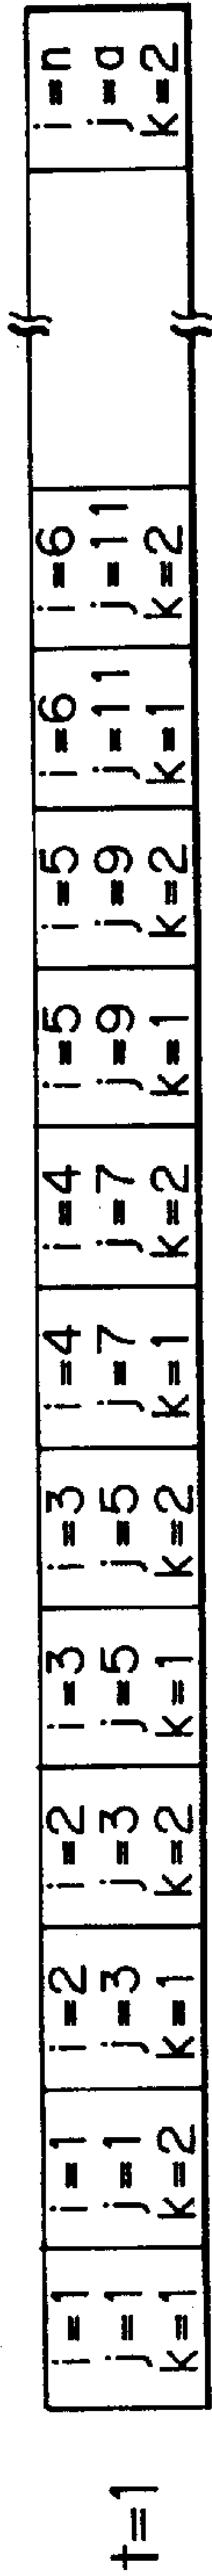 t=1
i=1
j=1
k=1
i=1
j=1
k=2
i=2
j=3
k=1
i=2
j=3
k=2
i=3
j=5
k=1
i=3
j=5
k=2
i=4
j=7
k=1
i=4
j=7
k=2
i=5
j=9
k=1
i=5
j=9
k=2
i=6
j=11
k=1
i=6
j=11
k=2
i=n
j=a
k=2